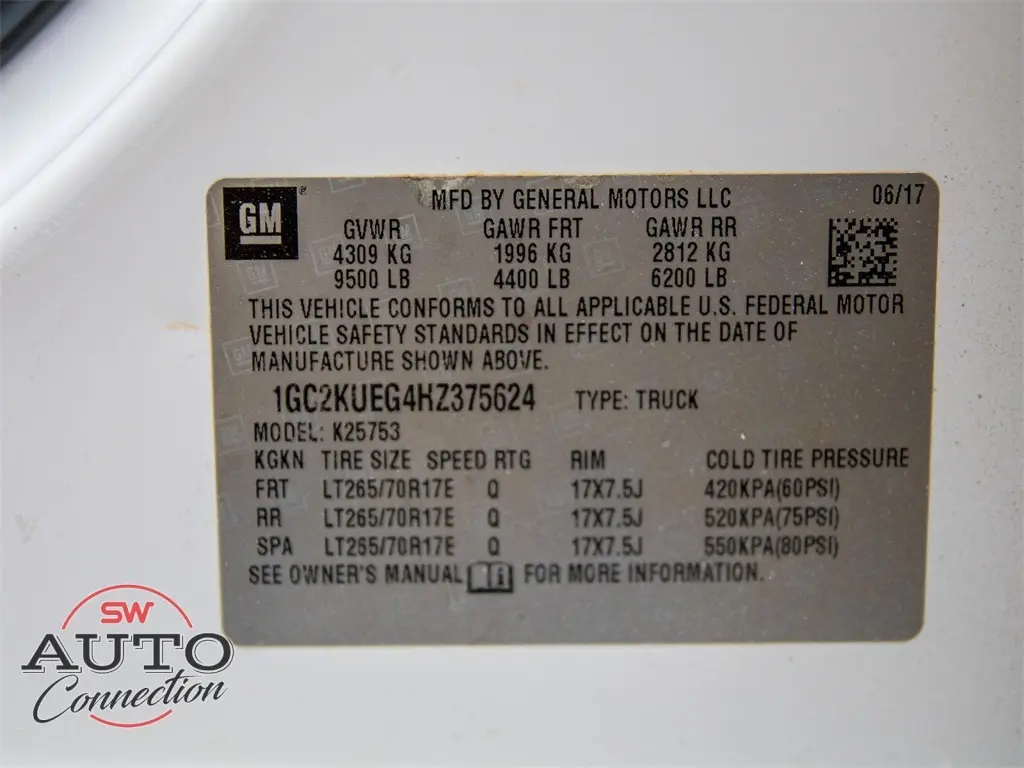 GM
MFD BY GENERAL MOTORS LLC 06/17
GVWR GAWR FRT GAWR RR
4309 KG 1996 KG 2812 KG
9500 LB 4400 LB 6200 LB
THIS VEHICLE CONFORMS TO ALL APPLICABLE U.S. FEDERAL MOTOR
VEHICLE SAFETY STANDARDS IN EFFECT ON THE DATE OF
MANUFACTURE SHOWN ABOVE.
1GC2KUEG4HZ375624 TYPE: TRUCK
MODEL: K25753
KGKN TIRE SIZE SPEED RTG RIM COLD TIRE PRESSURE
FRT LT265/70R17E Q 17X7.5J 420KPA(60PSI)
RR LT265/70R17E Q 17X7.5J 520KPA(75PSI)
SPA LT265/70R17E Q 17X7.5J 550KPA(80PSI)
SEE OWNER'S MANUAL i FOR MORE INFORMATION.
SW
AUTO
Connection